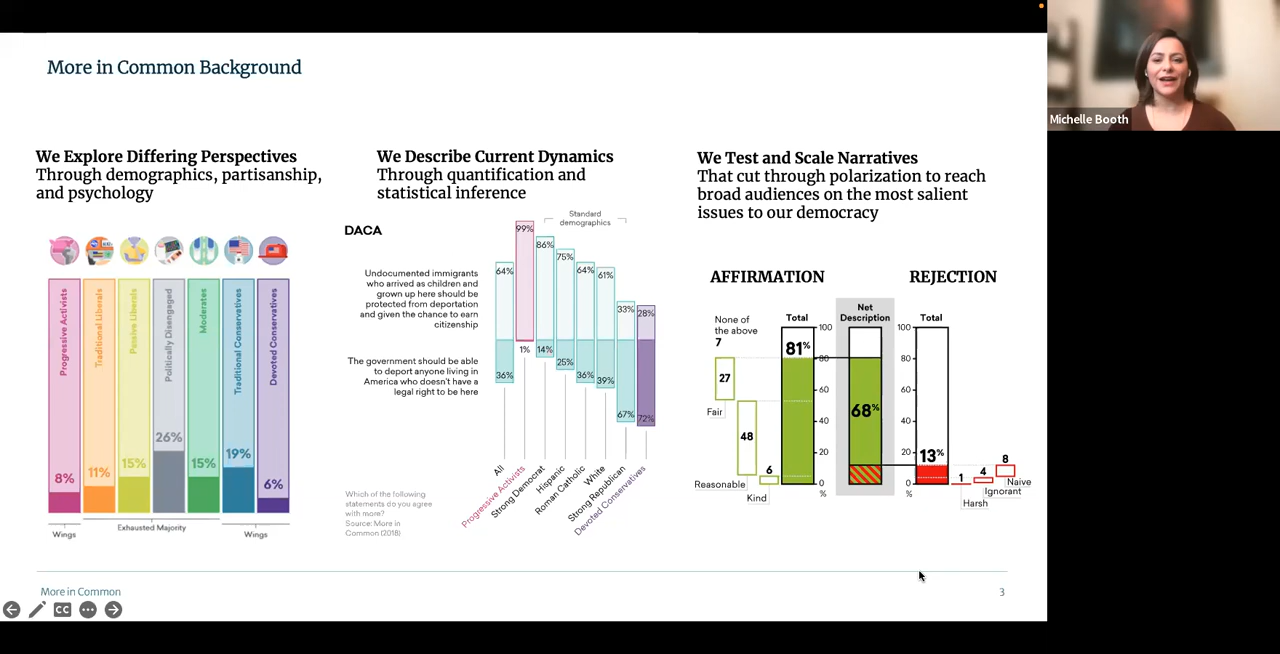 More in Common Background
Michelle Booth
We Explore Differing Perspectives
Through demographics, partisanship,
and psychology
Progressive Activists
Traditional Liberals
Passive Liberals
Politically Disengaged
Moderates
Traditional Conservatives
Devoted Conservatives
8%
11%
15%
26%
15%
19%
6%
Wings
Exhausted Majority
Wings
We Describe Current Dynamics
Through quantification and
statistical inference
Standard
demographics
DACA
Undocumented immigrants
who arrived as children and
grown up here should be
protected from deportation
and given the chance to earn
citizenship
The government should be able
to deport anyone living in
America who doesn't have a
legal right to be here
64%
99%
86%
75%
64%
61%
33%
28%
36%
1%
14%
25%
36%
39%
67%
72%
All
Progressive Activists
Strong Democrat
Hispanic
Roman Catholic
White
Strong Republican
Devoted Conservatives
Which of the following
statements do you agree
with more?
Source: More in
Common (2018)
We Test and Scale Narratives
That cut through polarization to reach
broad audiences on the most salient
issues to our democracy
AFFIRMATION
REJECTION
None of
the above
7
27
Fair
48
Reasonable
6
Kind
Total
81%
100
80
60
40
20
0
%
Net
Description
68%
Total
100
80
60
40
20
0
%
13%
1
Harsh
4
Ignorant
8
Naive
More in Common
3
CC